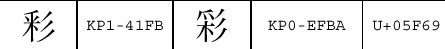 彩 KP1-41FB 彩 KP0-EFBA U+05F69